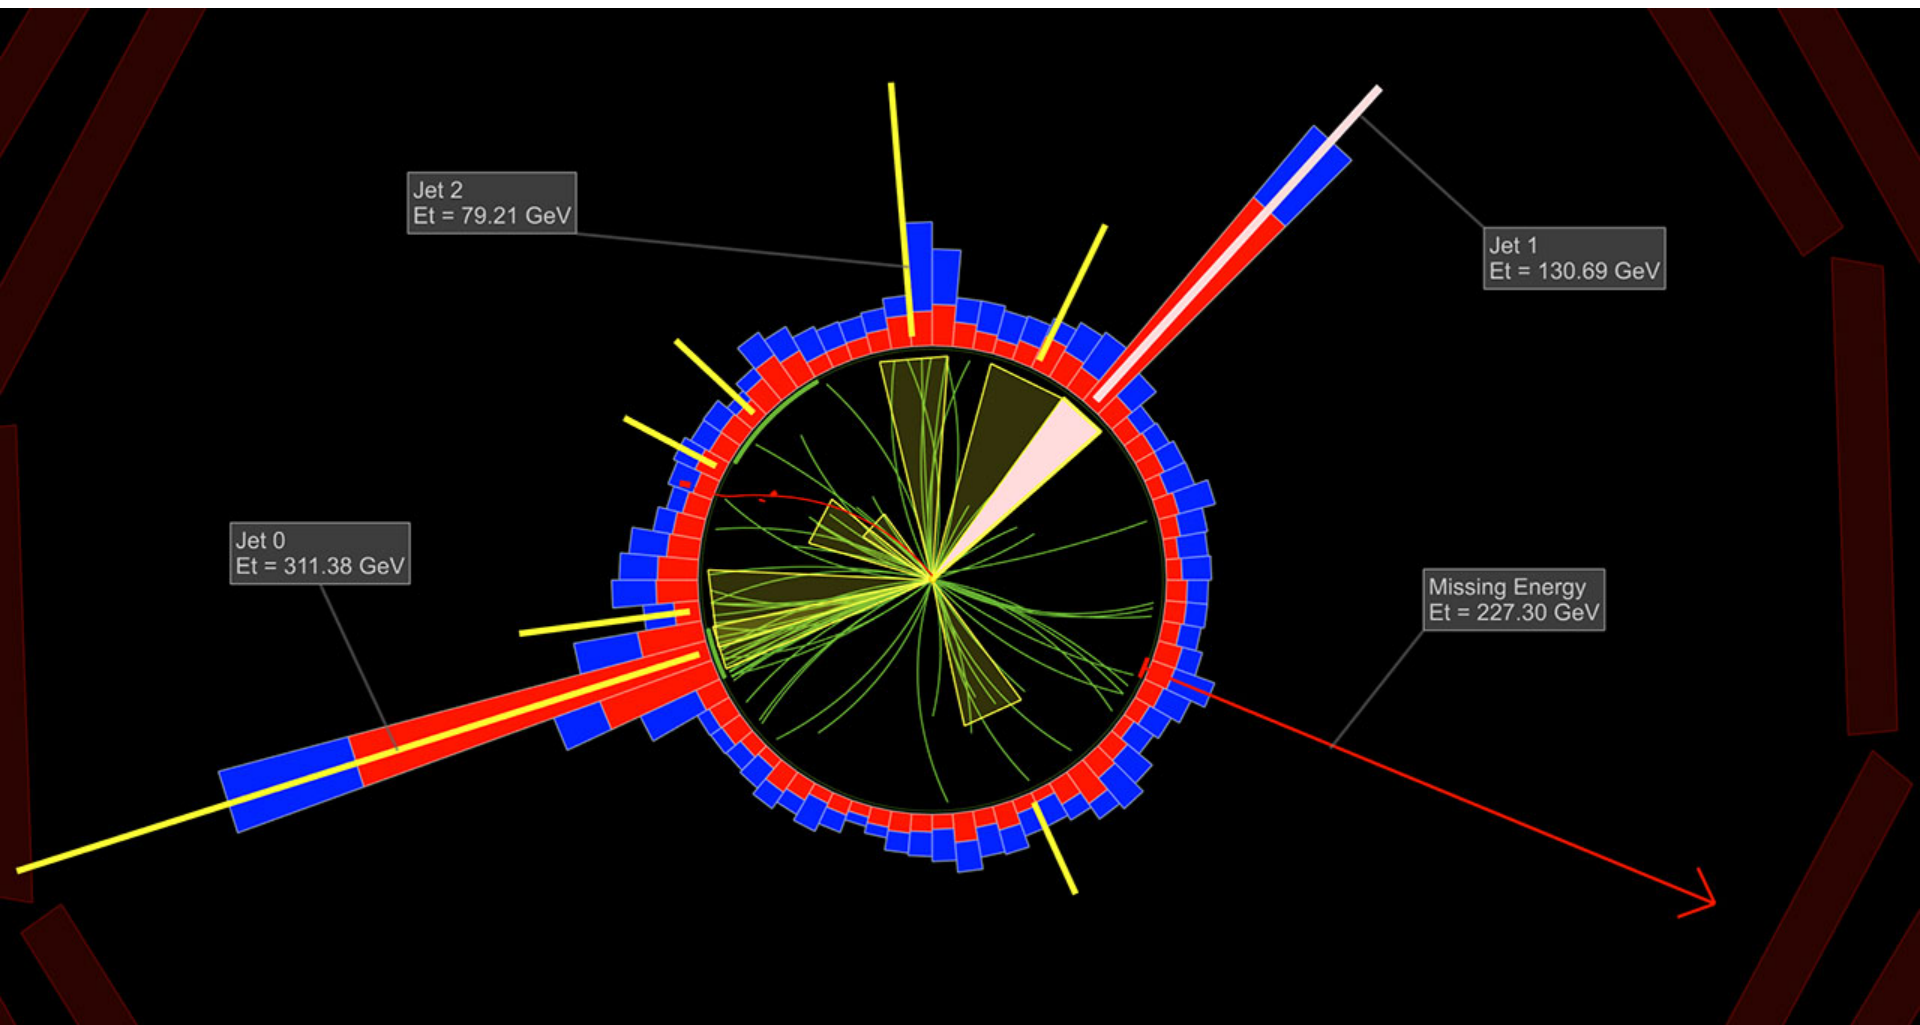 Jet 2
Et = 79.21 GeV
Jet 1
Et = 130.69 GeV
Jet 0
Et = 311.38 GeV
Missing Energy
Et = 227.30 GeV